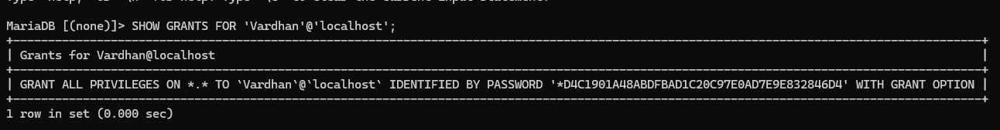 MariaDB [(none)]> SHOW GRANTS FOR 'Vardhan'@'localhost';
+--------------------------------------------------------------------------------------------------------------------------------------------+
| Grants for Vardhan@localhost |
+--------------------------------------------------------------------------------------------------------------------------------------------+
| GRANT ALL PRIVILEGES ON *.* TO `Vardhan`@`localhost` IDENTIFIED BY PASSWORD '*D4C1901A48ABDFBAD1C20C97E0AD7E9E832846D4' WITH GRANT OPTION |
+--------------------------------------------------------------------------------------------------------------------------------------------+
1 row in set (0.000 sec)